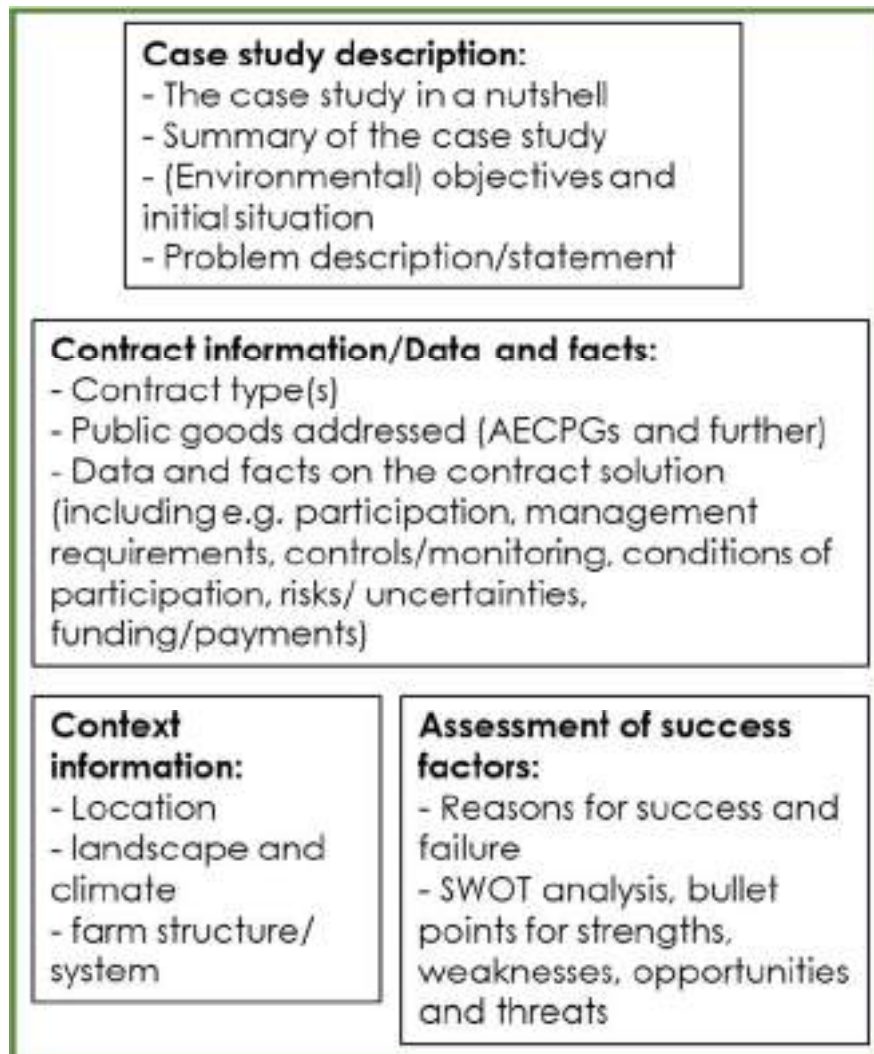 Case study description:
- The case study in a nutshell
- Summary of the case study
- (Environmental) objectives and
initial situation
- Problem description/statement
Contract information/Data and facts:
- Contract type(s)
- Public goods addressed (AECPGs and further)
- Data and facts on the contract solution
(including e.g. participation, management
requirements, controls/monitoring, conditions of
participation, risks/ uncertainties,
funding/payments)
Context
information:
- Location
- landscape and
climate
- farm structure/
system
Assessment of success
factors:
- Reasons for success and
failure
- SWOT analysis, bullet
points for strengths,
weaknesses, opportunities
and threats